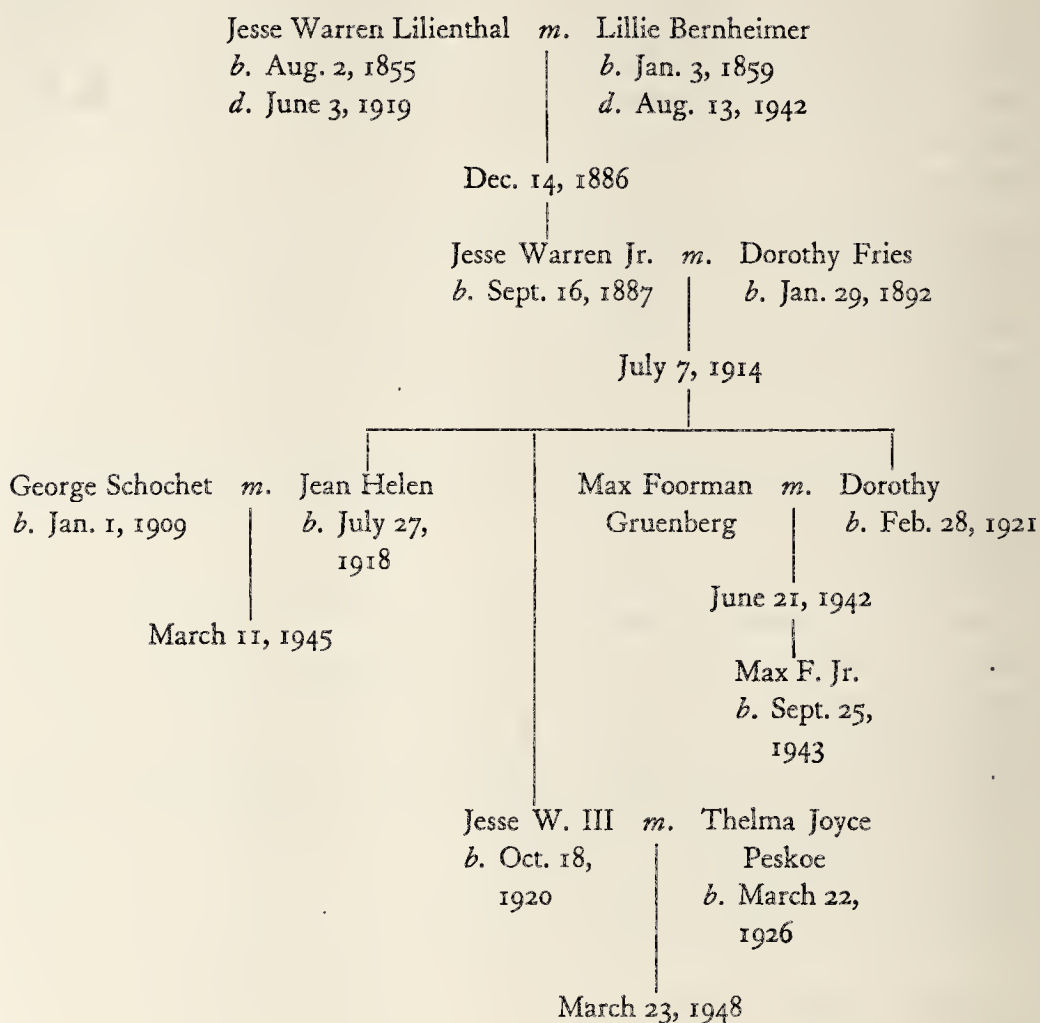 Jesse Warren Lilienthal m. Lillie Bernheimer
b. Aug. 2, 1855 b. Jan. 3, 1859
d. June 3, 1919 d. Aug. 13, 1942
Dec. 14, 1886
Jesse Warren Jr. m. Dorothy Fries
b. Sept. 16, 1887 b. Jan. 29, 1892
July 7, 1914
George Schochet m. Jean Helen Max Foorman m. Dorothy
b. Jan. 1, 1909 b. July 27, Gruenberg b. Feb. 28, 1921
1918
June 21, 1942
March 11, 1945
Max F. Jr.
b. Sept. 25,
1943
Jesse W. III m. Thelma Joyce
b. Oct. 18, Peskoe
1920 b. March 22,
1926
March 23, 1948